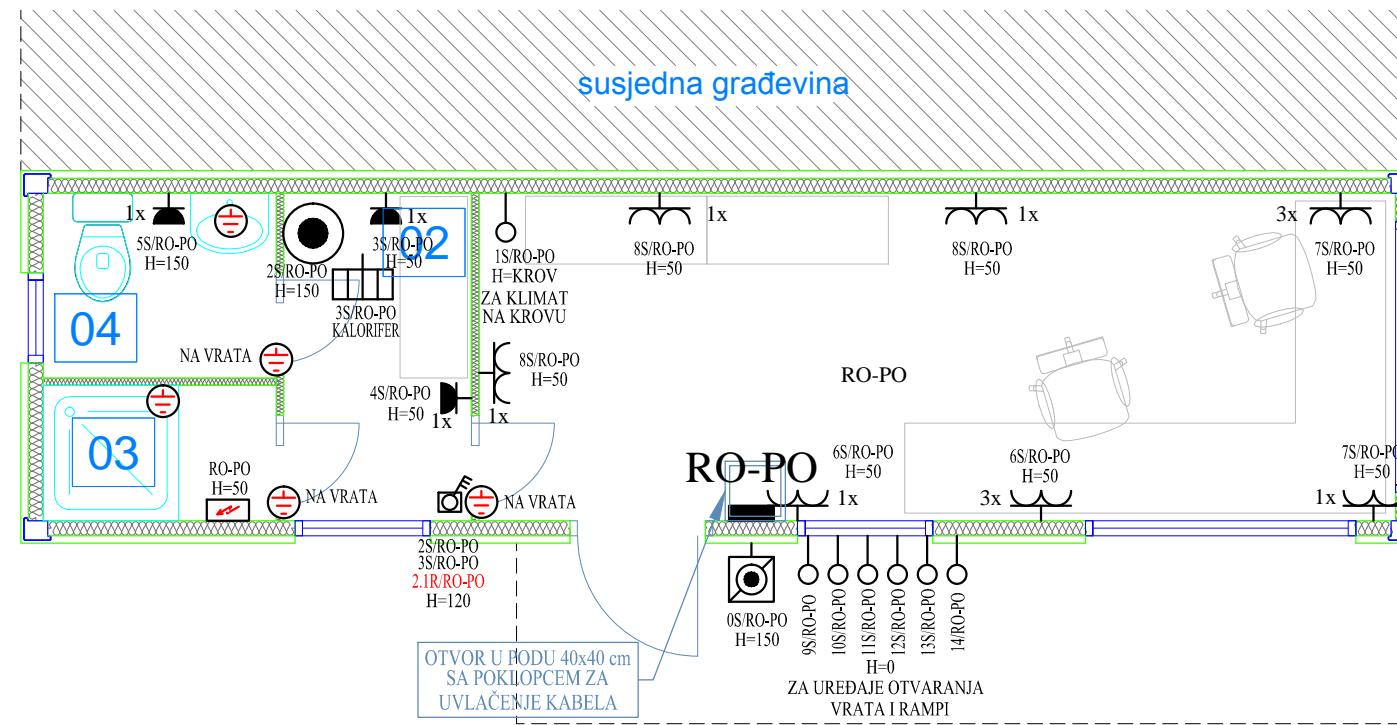 susjedna građevina
1x
5S/RO-PO
H=150
2S/RO-PO
H=150
1x
3S/RO-PO
H=50
02
3S/RO-PO
KALORIFER
1S/RO-PO
H=KROV
ZA KLIMAT
NA KROVU
1x
8S/RO-PO
H=50
1x
8S/RO-PO
H=50
3x
7S/RO-PO
H=50
04
NA VRATA
8S/RO-PO
H=50
1x
4S/RO-PO
H=50
1x
RO-PO
03
RO-PO
H=50
NA VRATA
NA VRATA
RO-PO
6S/RO-PO
H=50
1x
6S/RO-PO
H=50
3x
7S/RO-PO
H=50
1x
2S/RO-PO
3S/RO-PO
2.1R/RO-PO
H=120
0S/RO-PO
H=150
9S/RO-PO
10S/RO-PO
11S/RO-PO
12S/RO-PO
13S/RO-PO
14/RO-PO
H=0
ZA UREĐAJE OTVARANJA
VRATA I RAMPI
OTVOR U PODU 40x40 cm
SA POKLOPCEM ZA
UVLAČENJE KABELA